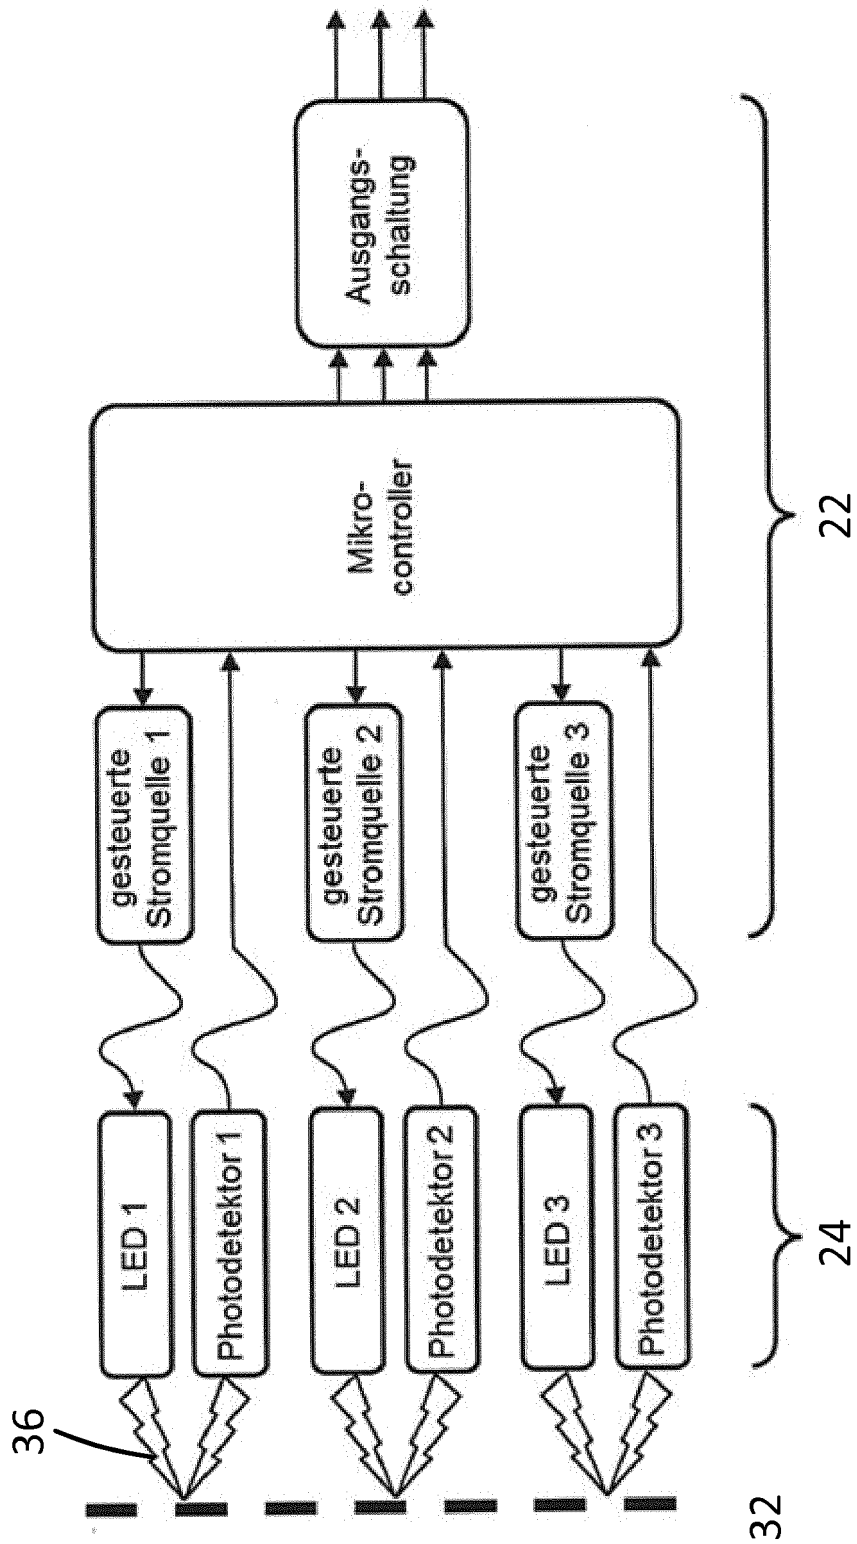 36
32
LED 1
Photodetektor 1
LED 2
Photodetektor 2
LED 3
Photodetektor 3
24
gesteuerte
Stromquelle 1
gesteuerte
Stromquelle 2
gesteuerte
Stromquelle 3
Mikro-
controller
Ausgangs-
schaltung
22